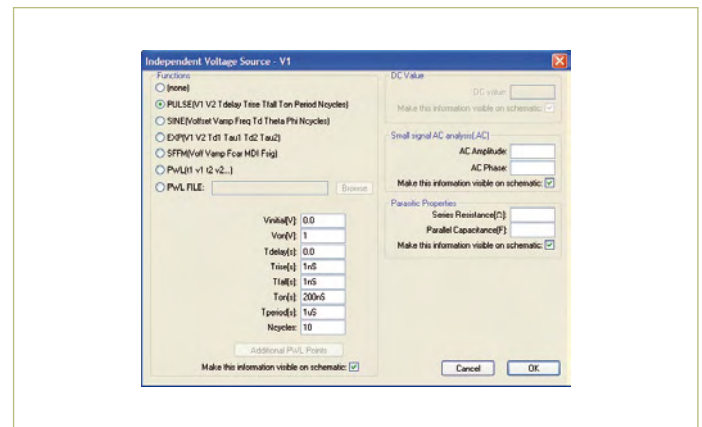 Independent Voltage Source - V1
Functions
(none)
PULSE(V1 V2 Tdelay Trise Tfall Ton Period Ncycles)
SINE(Voffset Vamp Freq Td Theta Phi Ncycles)
EXP(V1 V2 Td1 Tau1 Td2 Tau2)
SFFM(Voff Vamp Fcar MDI Fsig)
PWL(t1 v1 t2 v2...)
PWL FILE:
Browse
Vinitial[V]: 0.0
Von[V]: 1
Tdelay[s]: 0.0
Trise[s]: 1nS
Tfall[s]: 1nS
Ton[s]: 200nS
Tperiod[s]: 1uS
Ncycles: 10
Additional PWL Points
Make this information visible on schematic:
DC Value
DC value:
Make this information visible on schematic:
Small signal AC analysis(.AC)
AC Amplitude:
AC Phase:
Make this information visible on schematic:
Parasitic Properties
Series Resistance[Ω]:
Parallel Capacitance[F]:
Make this information visible on schematic:
Cancel
OK